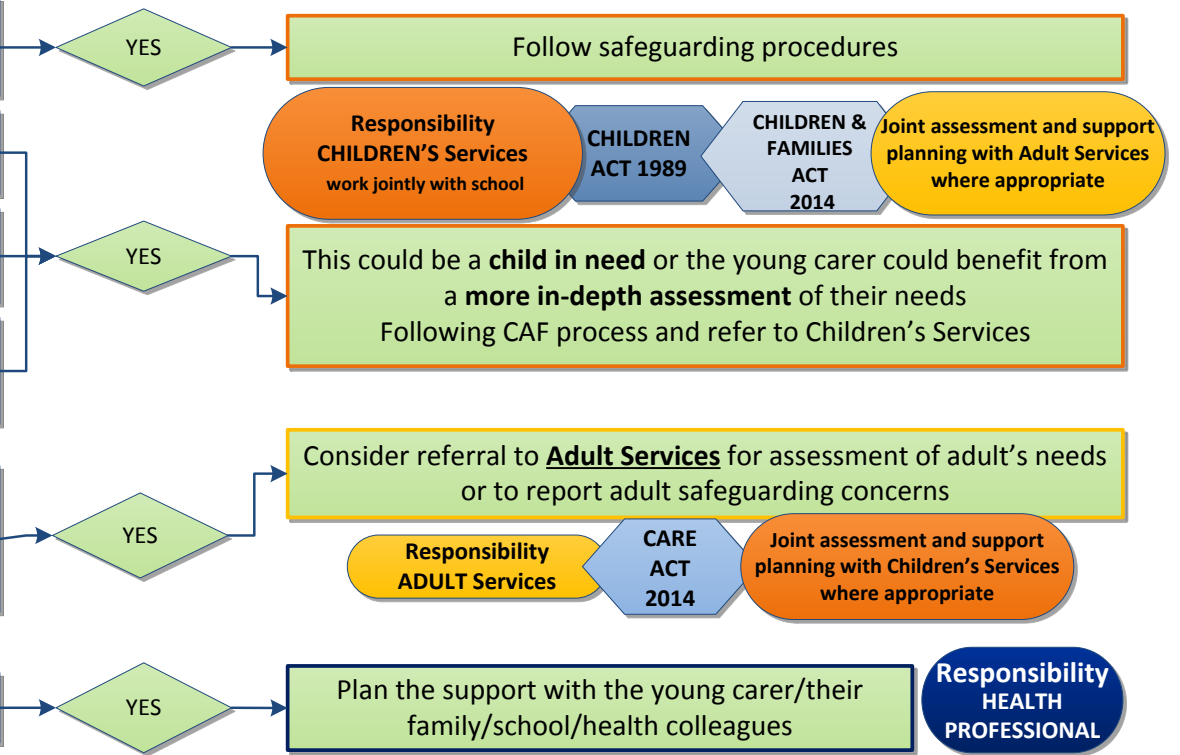 YES
Follow safeguarding procedures
Responsibility
CHILDREN'S Services
work jointly with school
CHILDREN
ACT 1989
CHILDREN &
FAMILIES
ACT
2014
Joint assessment and support
planning with Adult Services
where appropriate
YES
This could be a child in need or the young carer could benefit from
a more in-depth assessment of their needs
Following CAF process and refer to Children's Services
YES
Consider referral to Adult Services for assessment of adult's needs
or to report adult safeguarding concerns
Responsibility
ADULT Services
CARE
ACT
2014
Joint assessment and support
planning with Children's Services
where appropriate
YES
Plan the support with the young carer/their
family/school/health colleagues
Responsibility
HEALTH
PROFESSIONAL